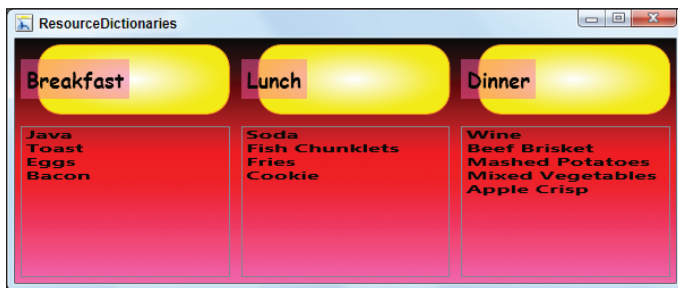 ResourceDictionaries
Breakfast
Java
Toast
Eggs
Bacon
Lunch
Soda
Fish Chunklets
Fries
Cookie
Dinner
Wine
Beef Brisket
Mashed Potatoes
Mixed Vegetables
Apple Crisp